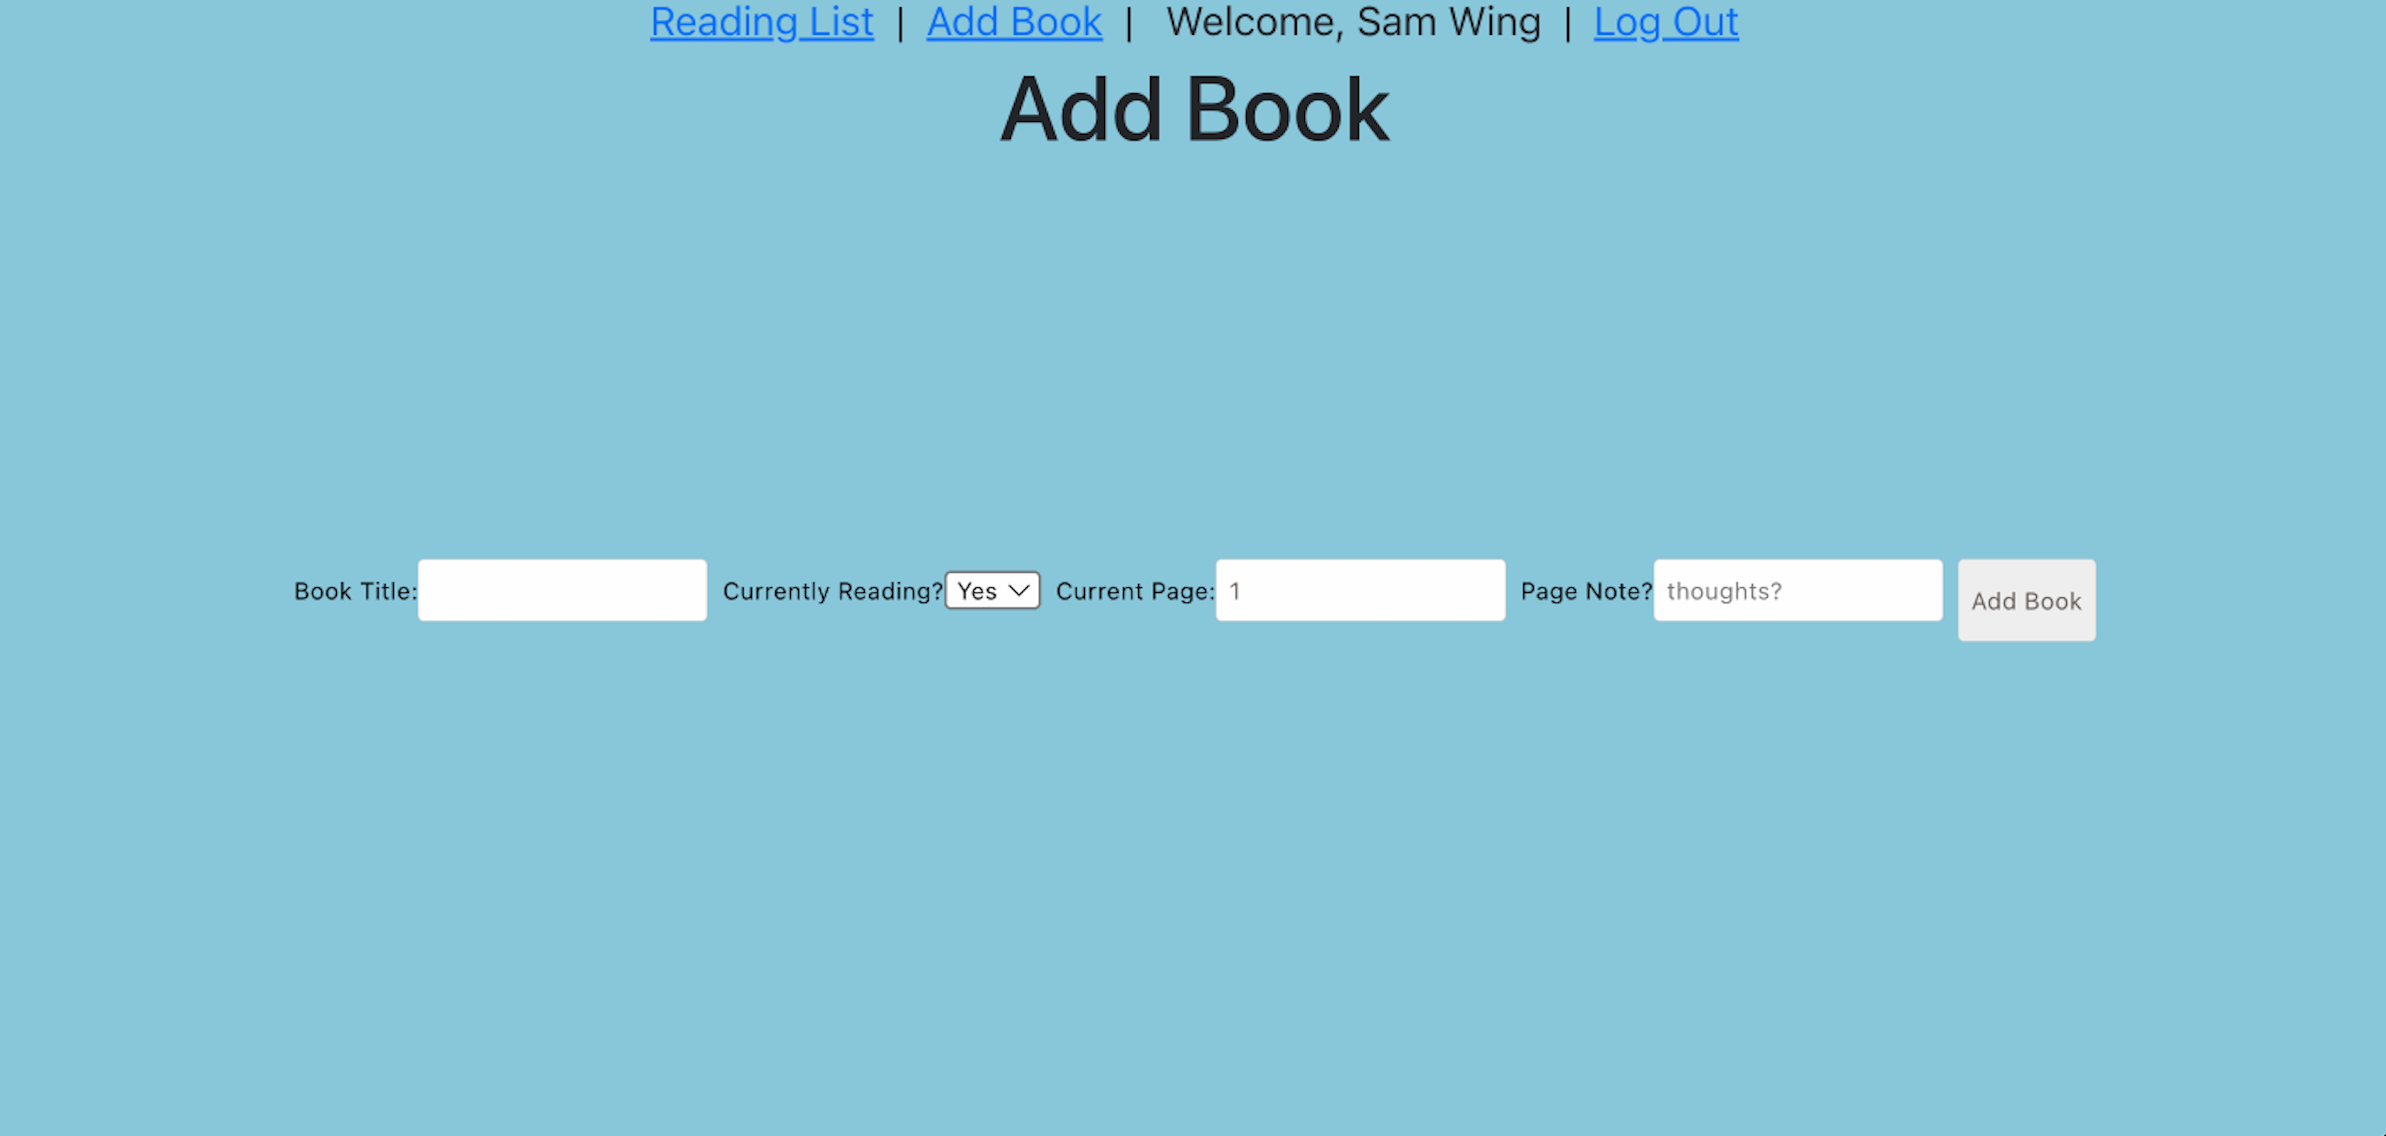 Reading List | Add Book | Welcome, Sam Wing | Log Out
Add Book
Book Title: Currently Reading? Yes Current Page: 1 Page Note? thoughts? Add Book